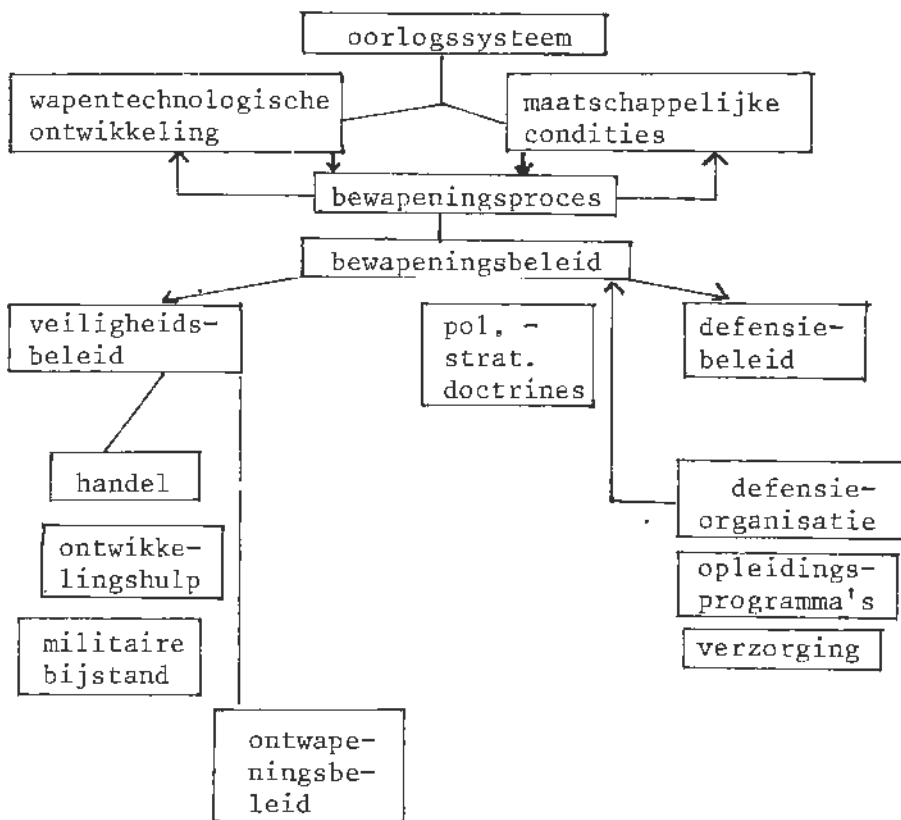 oorlogssysteem
wapentechnologische
ontwikkeling
maatschappelijke
condities
bewapeningsproces
bewapeningsbeleid
veiligheids-
beleid
pol. -
strat.
doctrines
defensie-
beleid
handel
ontwikke-
lingshulp
militaire
bijstand
defensie-
organisatie
opleidings-
programma's
verzorging
ontwape-
ningsbe-
leid